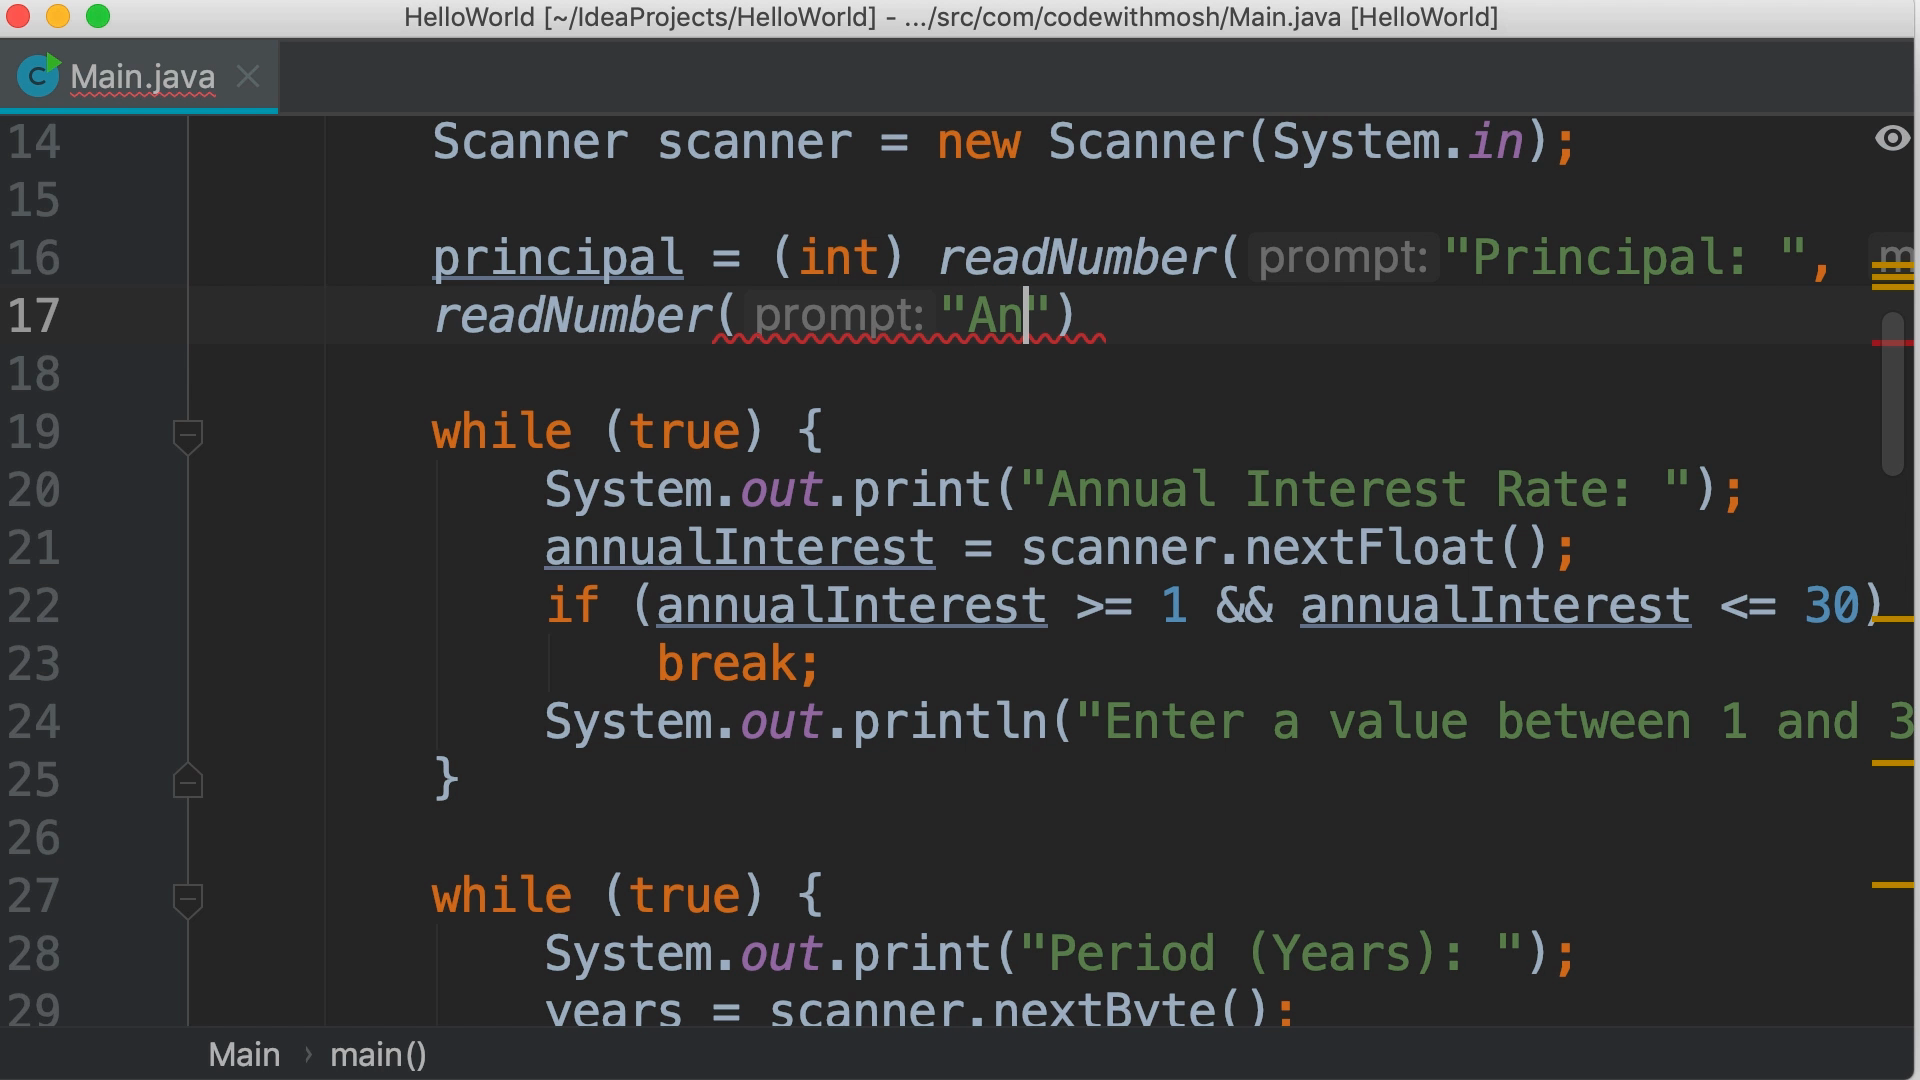 HelloWorld [~/IdeaProjects/HelloWorld] - .../src/com/codewithmosh/Main.java [HelloWorld]
Main.java
14 Scanner scanner = new Scanner(System.in);
15
16 principal = (int) readNumber( prompt: "Principal: ", m
17 readNumber( prompt: "An")
18
19 while (true) {
20 System.out.print("Annual Interest Rate: ");
21 annualInterest = scanner.nextFloat();
22 if (annualInterest >= 1 && annualInterest <= 30)
23 break;
24 System.out.println("Enter a value between 1 and 3
25 }
26
27 while (true) {
28 System.out.print("Period (Years): ");
29 years = scanner.nextByte();
Main › main()